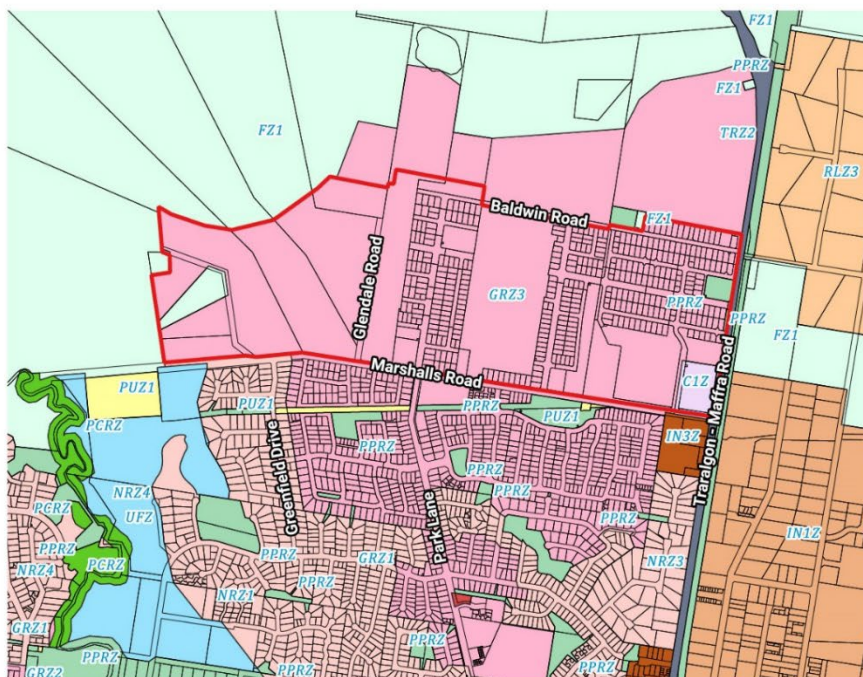 FZ1
PPRZ
FZ1
FZ1
TRZ2
RLZ3
Baldwin Road
FZ1
Glendale Road
GRZ3
PPRZ
PPRZ
FZ1
Marshalls Road
C1Z
PUZ1
PUZ1
PPRZ
PUZ1
PCRZ
IN3Z
Traralgon - Maffra Road
Greenfield Drive
PPRZ
PPRZ
PPRZ
NRZ4
UFZ
PCRZ
PPRZ
Park Lane
IN1Z
PPRZ
PPRZ
GRZ1
NRZ3
NRZ4
PCRZ
PPRZ
NRZ1
GRZ1
PPRZ
PPRZ
PPRZ
PPRZ
GRZ2